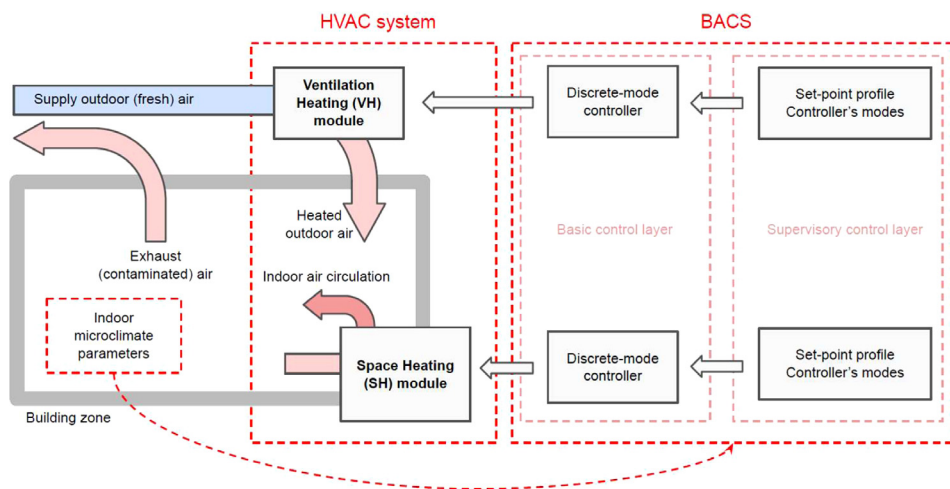 HVAC system
BACS
Supply outdoor (fresh) air
Ventilation
Heating (VH)
module
Discrete-mode
controller
Set-point profile
Controller's modes
Heated
outdoor air
Exhaust
(contaminated) air
Basic control layer
Supervisory control layer
Indoor air circulation
Indoor
microclimate
parameters
Space Heating
(SH) module
Discrete-mode
controller
Set-point profile
Controller's modes
Building zone